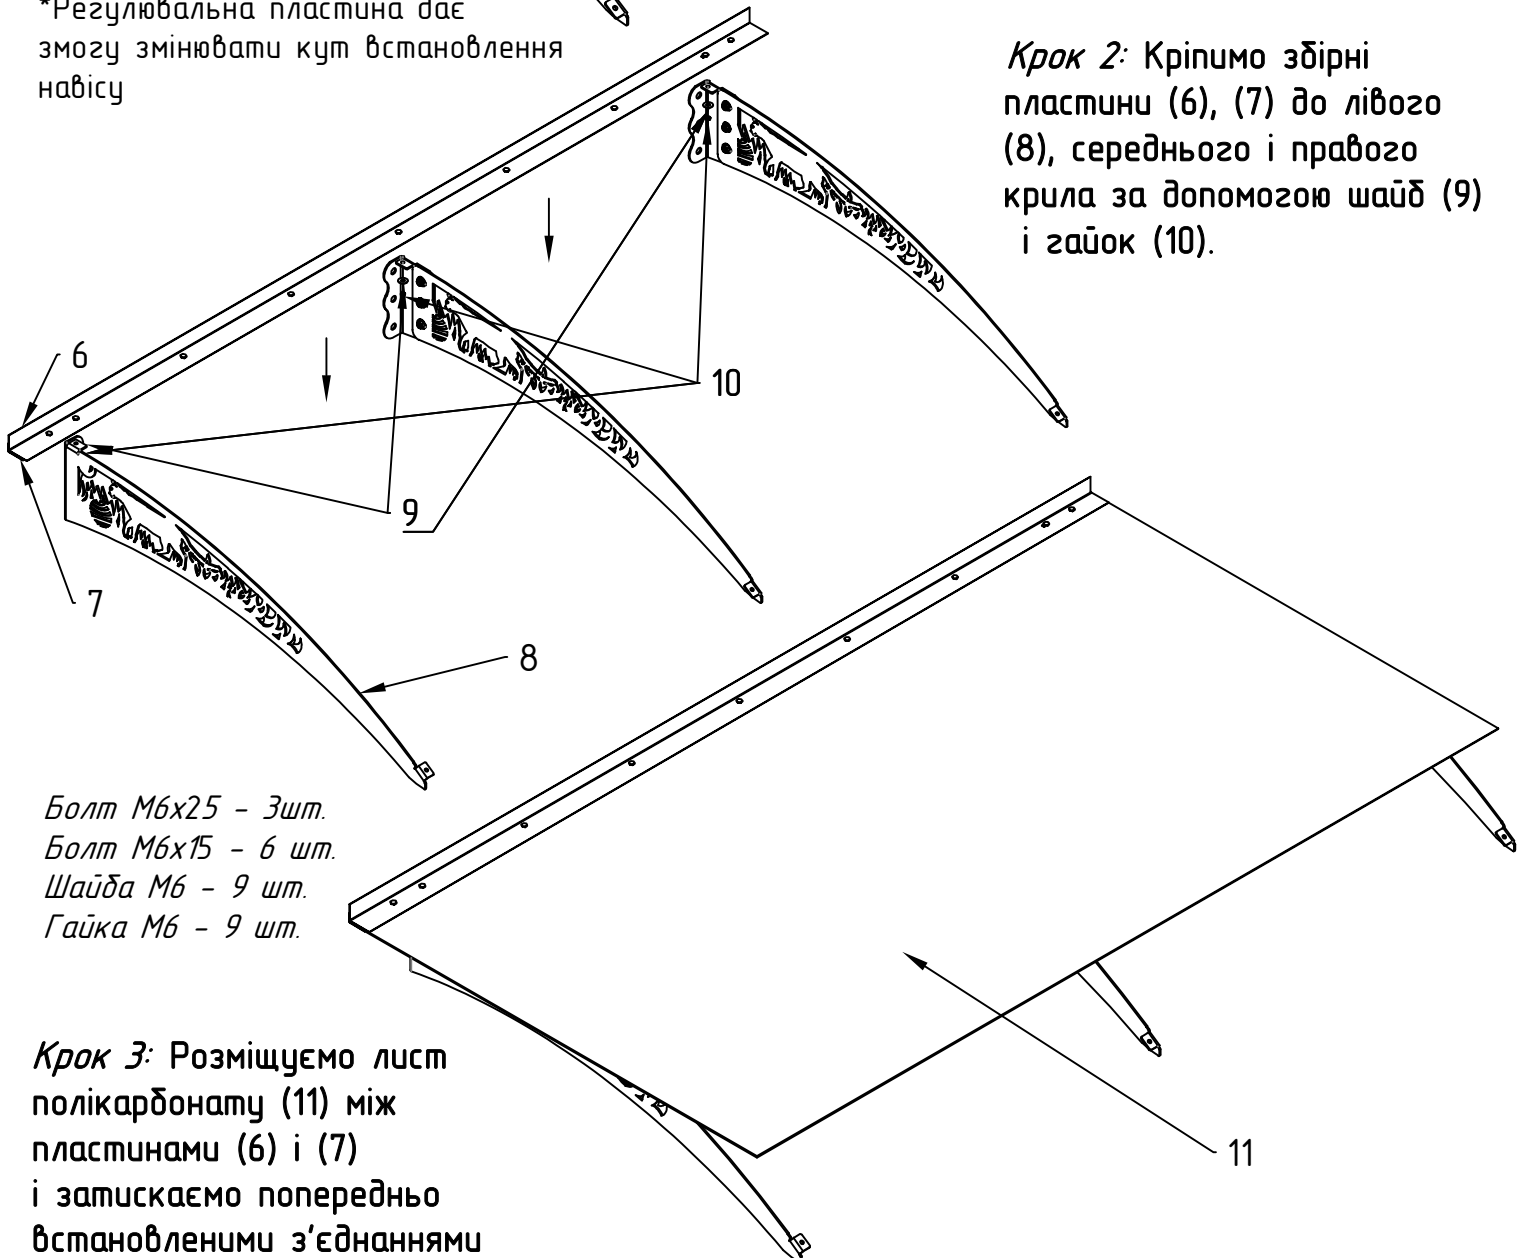 *Регулювальна пластина дає
змогу змінювати кут встановлення
навісу
Крок 2: Кріпимо збірні
пластини (6), (7) до лівого
(8), середнього і правого
крила за допомогою шайб (9)
і гайок (10).
6
10
9
7
8
Болт М6х25 - 3шт.
Болт М6х15 - 6 шт.
Шайба М6 - 9 шт.
Гайка М6 - 9 шт.
Крок 3: Розміщуємо лист
полікарбонату (11) між
пластинами (6) і (7)
і затискаємо попередньо
встановленими з'єднаннями
11